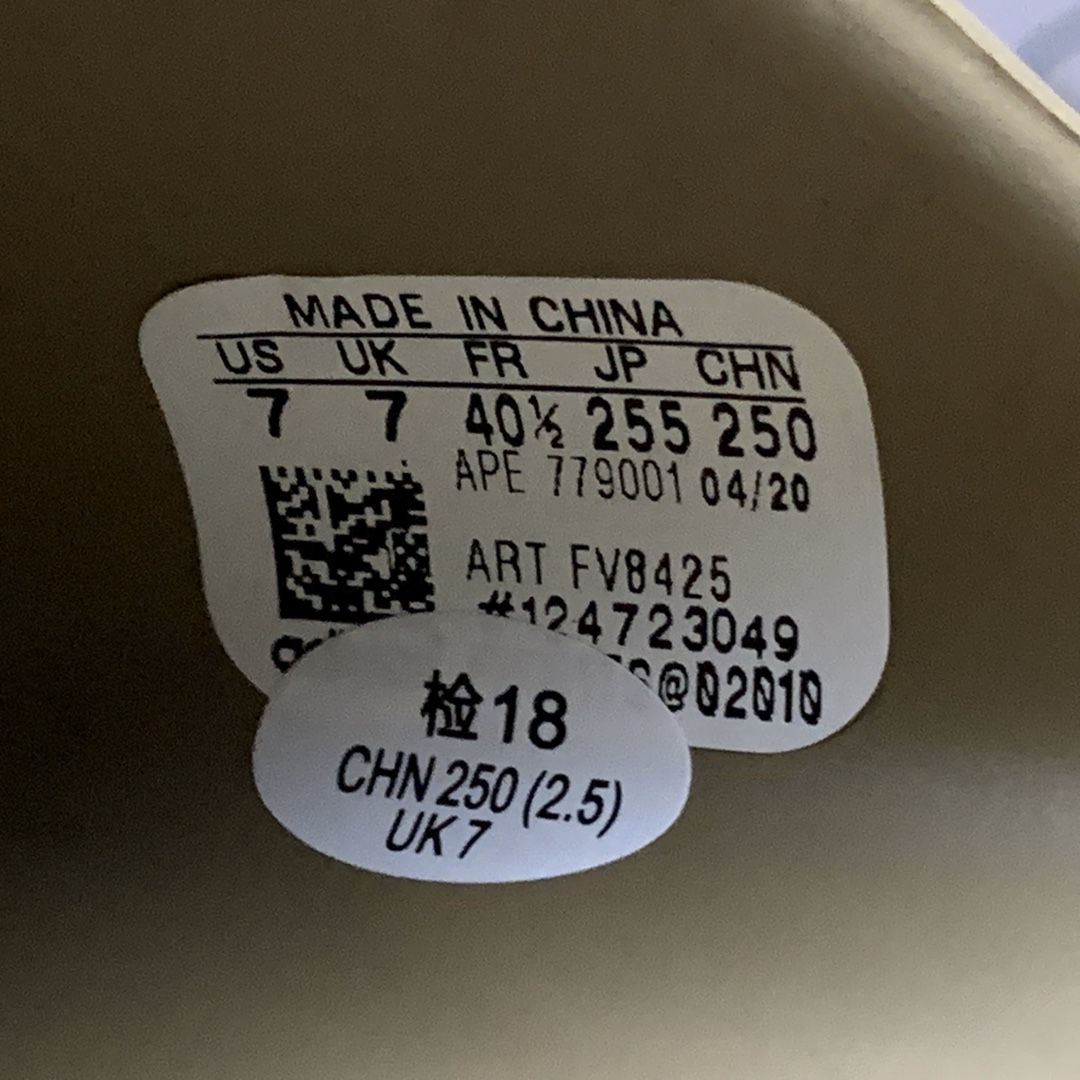 MADE IN CHINA
US UK FR JP CHN
7 7 40½ 255 250
APE 779001 04/20
ART FV8425
#124723049
@02010
检18
CHN 250 (2.5)
UK 7